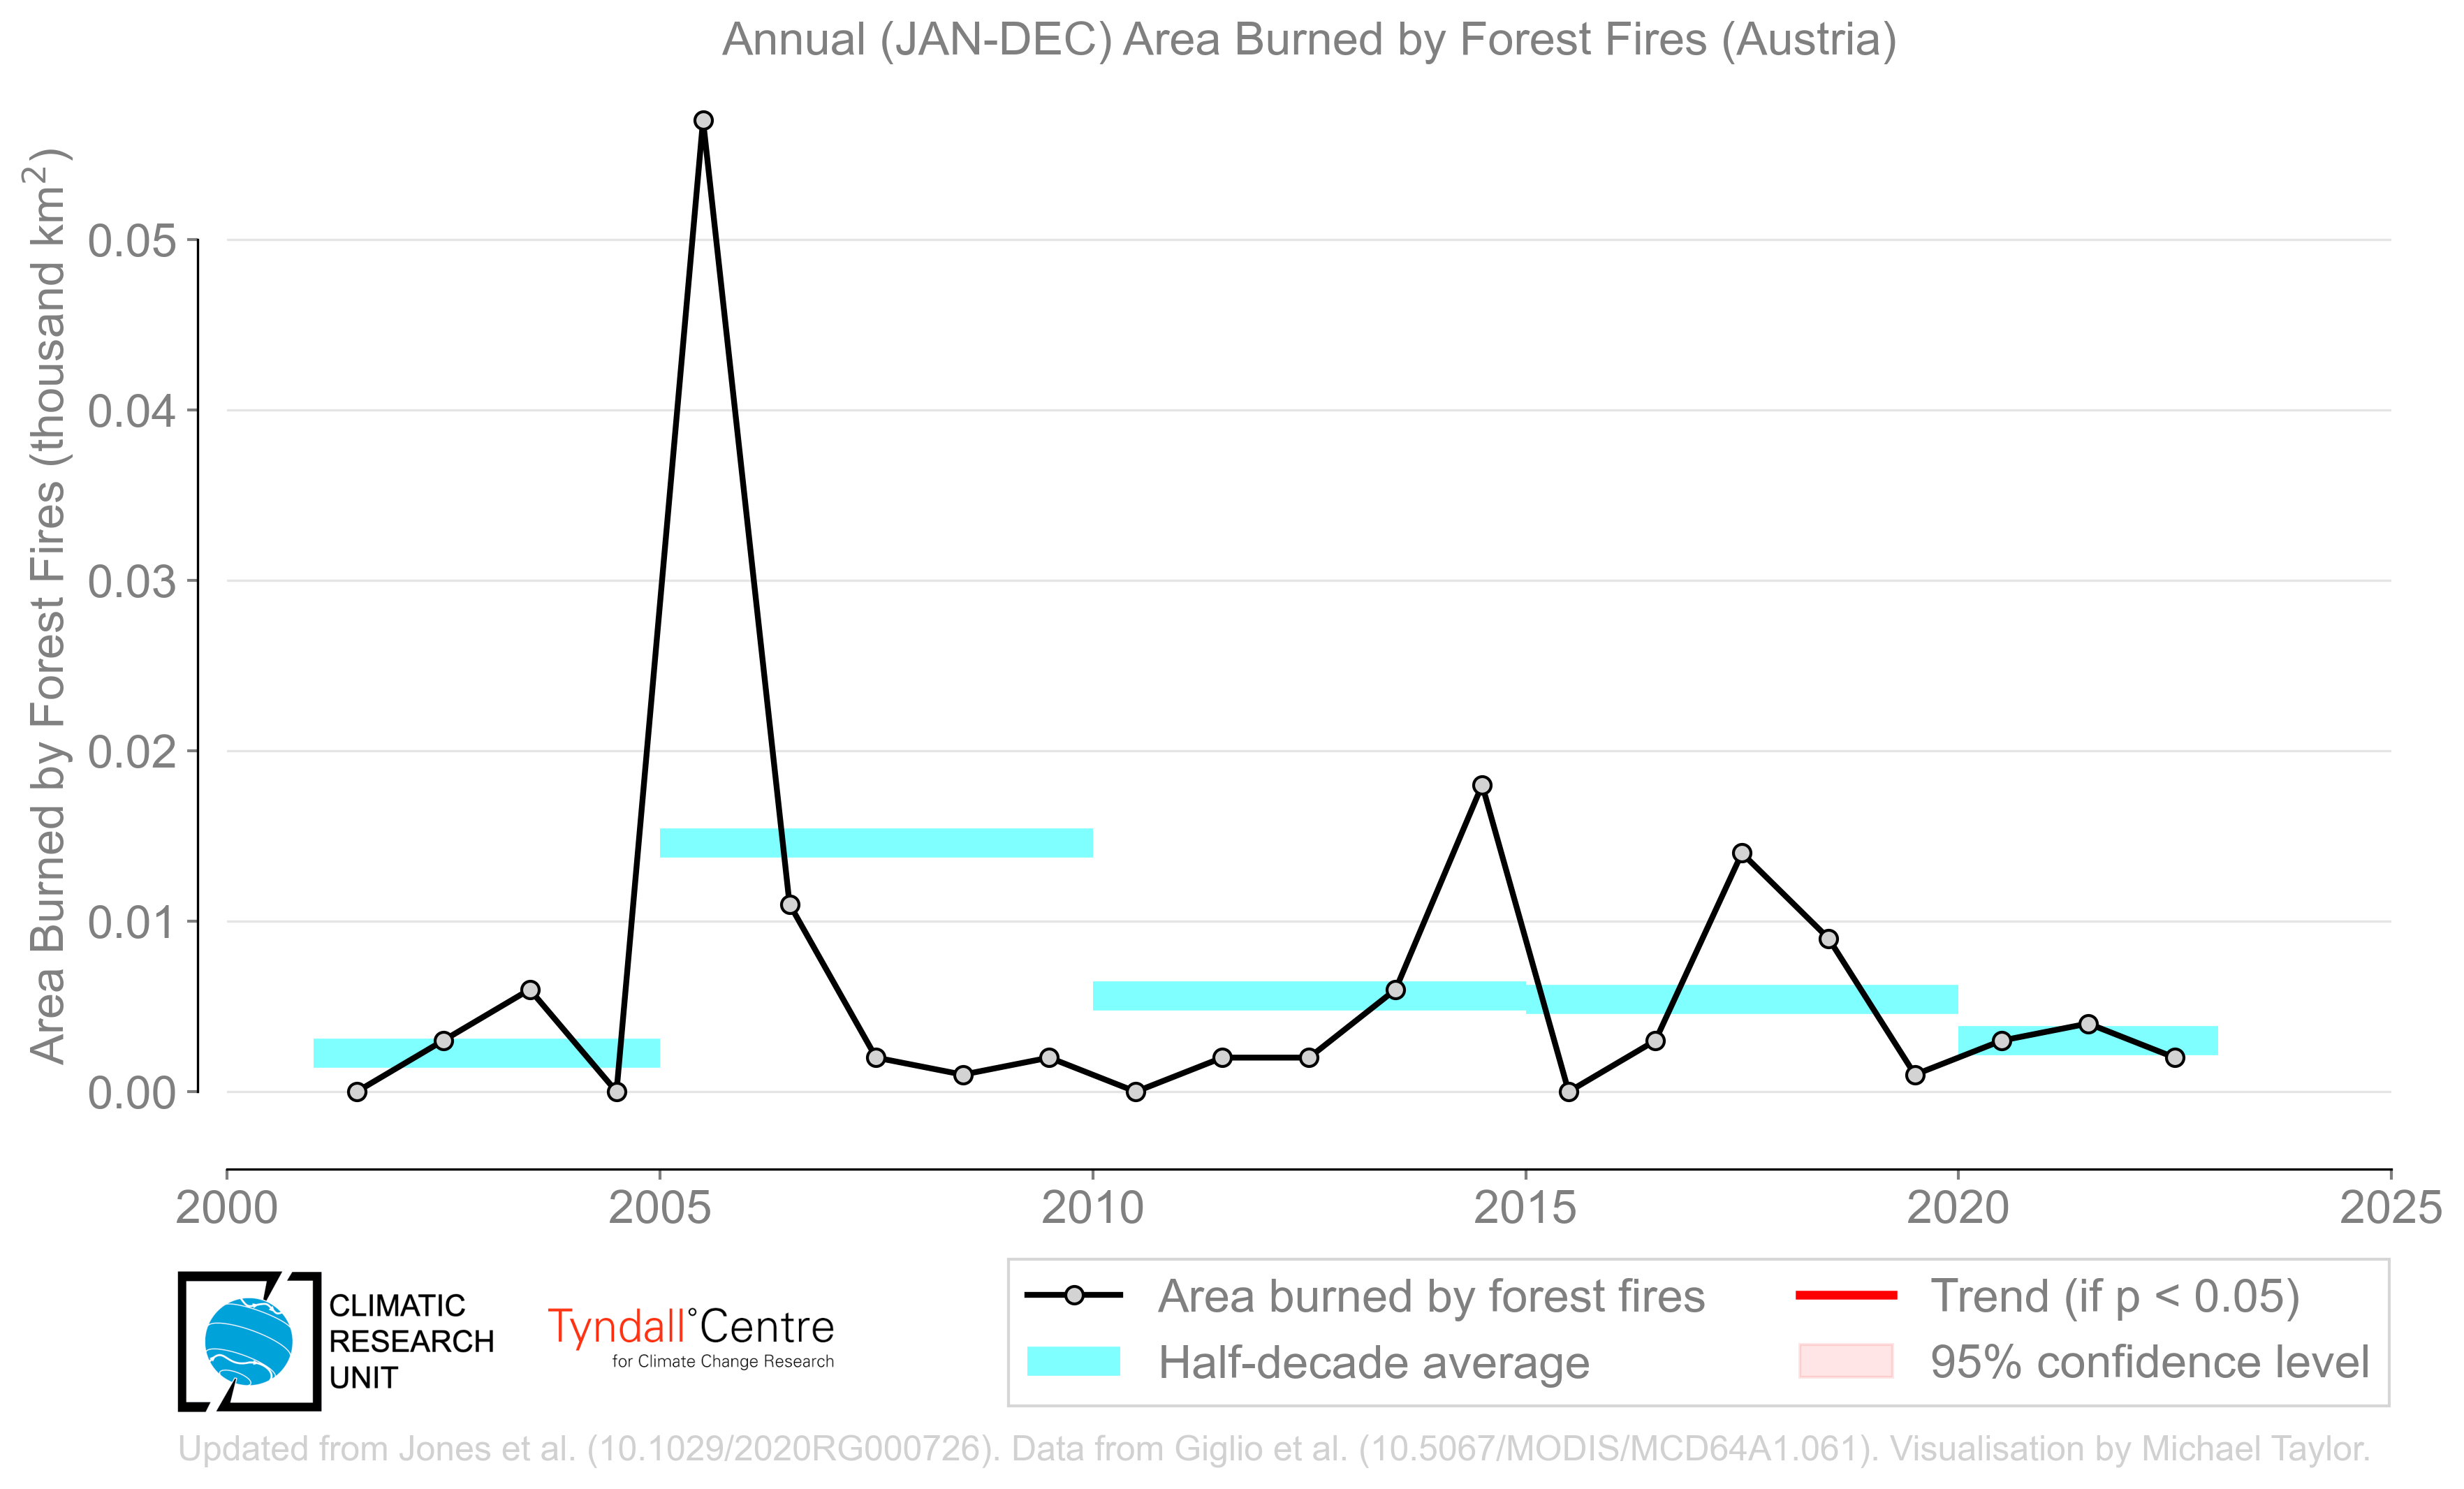 Annual (JAN-DEC) Area Burned by Forest Fires (Austria)
Area Burned by Forest Fires (thousand km²)
0.05
0.04
0.03
0.02
0.01
0.00
2000 2005 2010 2015 2020 2025
Area burned by forest fires
Half-decade average
Trend (if p < 0.05)
95% confidence level
CLIMATIC
RESEARCH
UNIT
Tyndall°Centre
for Climate Change Research
Updated from Jones et al. (10.1029/2020RG000726). Data from Giglio et al. (10.5067/MODIS/MCD64A1.061). Visualisation by Michael Taylor.